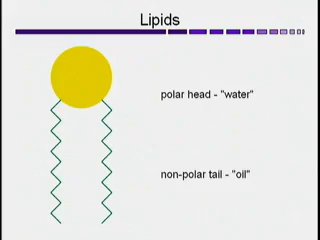 Lipids
polar head - "water"
non-polar tail - "oil"